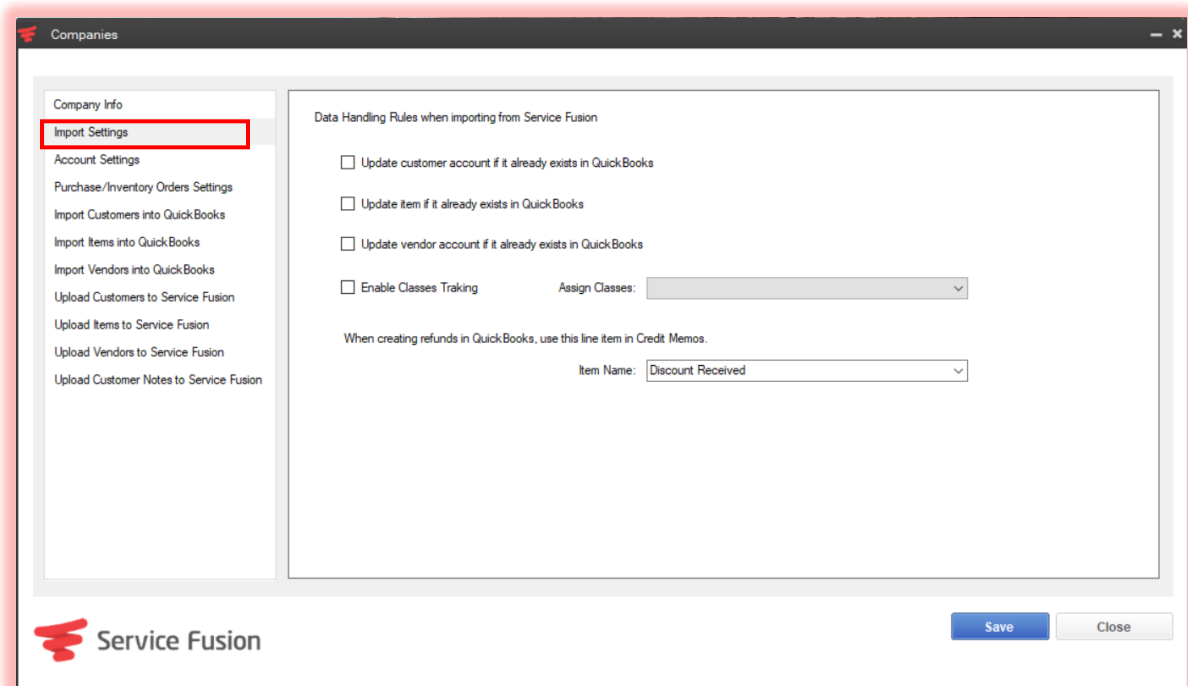 Companies
Company Info
Import Settings
Account Settings
Purchase/Inventory Orders Settings
Import Customers into QuickBooks
Import Items into QuickBooks
Import Vendors into QuickBooks
Upload Customers to Service Fusion
Upload Items to Service Fusion
Upload Vendors to Service Fusion
Upload Customer Notes to Service Fusion
Data Handling Rules when importing from Service Fusion
Update customer account if it already exists in QuickBooks
Update item if it already exists in QuickBooks
Update vendor account if it already exists in QuickBooks
Enable Classes Traking Assign Classes:
When creating refunds in QuickBooks, use this line item in Credit Memos.
Item Name: Discount Received
Service Fusion
Save Close